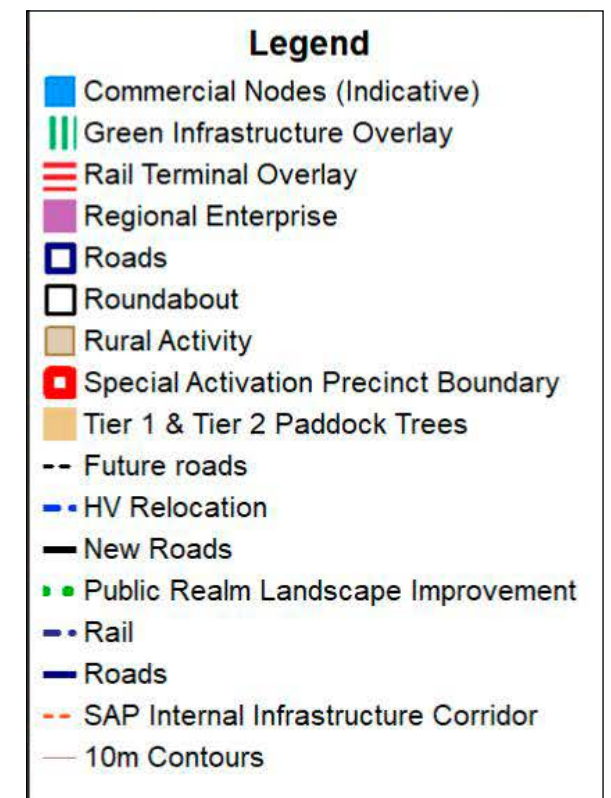 Legend
Commercial Nodes (Indicative)
Green Infrastructure Overlay
Rail Terminal Overlay
Regional Enterprise
Roads
Roundabout
Rural Activity
Special Activation Precinct Boundary
Tier 1 & Tier 2 Paddock Trees
Future roads
HV Relocation
New Roads
Public Realm Landscape Improvement
Rail
Roads
SAP Internal Infrastructure Corridor
10m Contours